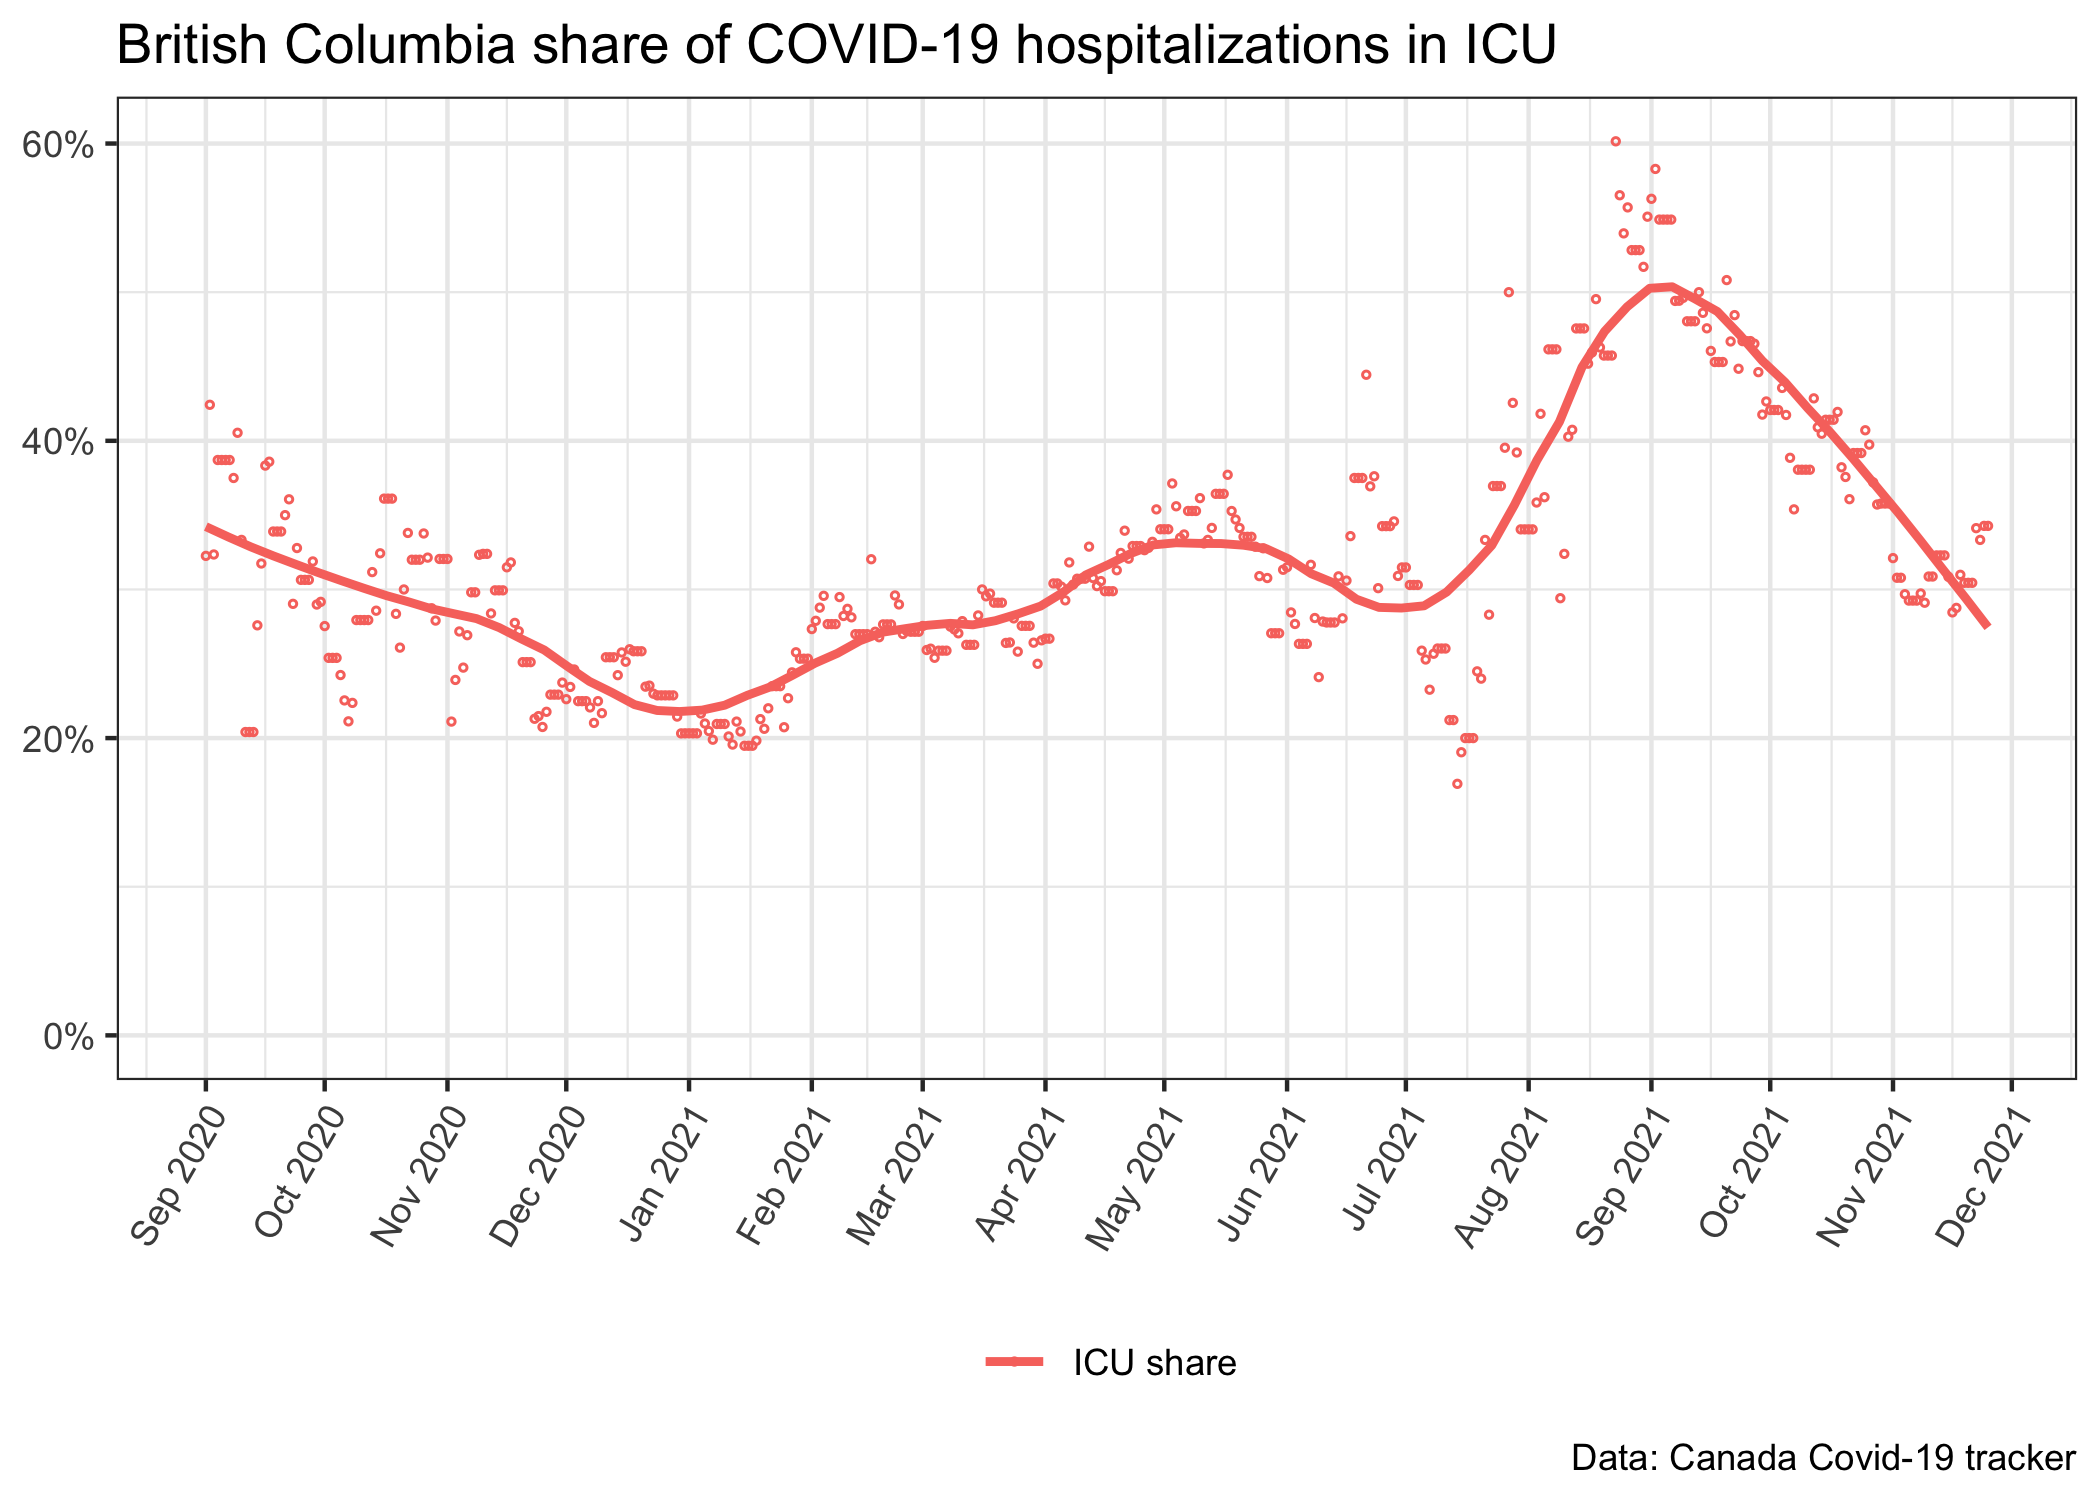 British Columbia share of COVID-19 hospitalizations in ICU
60%
40%
20%
0%
Sep 2020
Oct 2020
Nov 2020
Dec 2020
Jan 2021
Feb 2021
Mar 2021
Apr 2021
May 2021
Jun 2021
Jul 2021
Aug 2021
Sep 2021
Oct 2021
Nov 2021
Dec 2021
ICU share
Data: Canada Covid-19 tracker